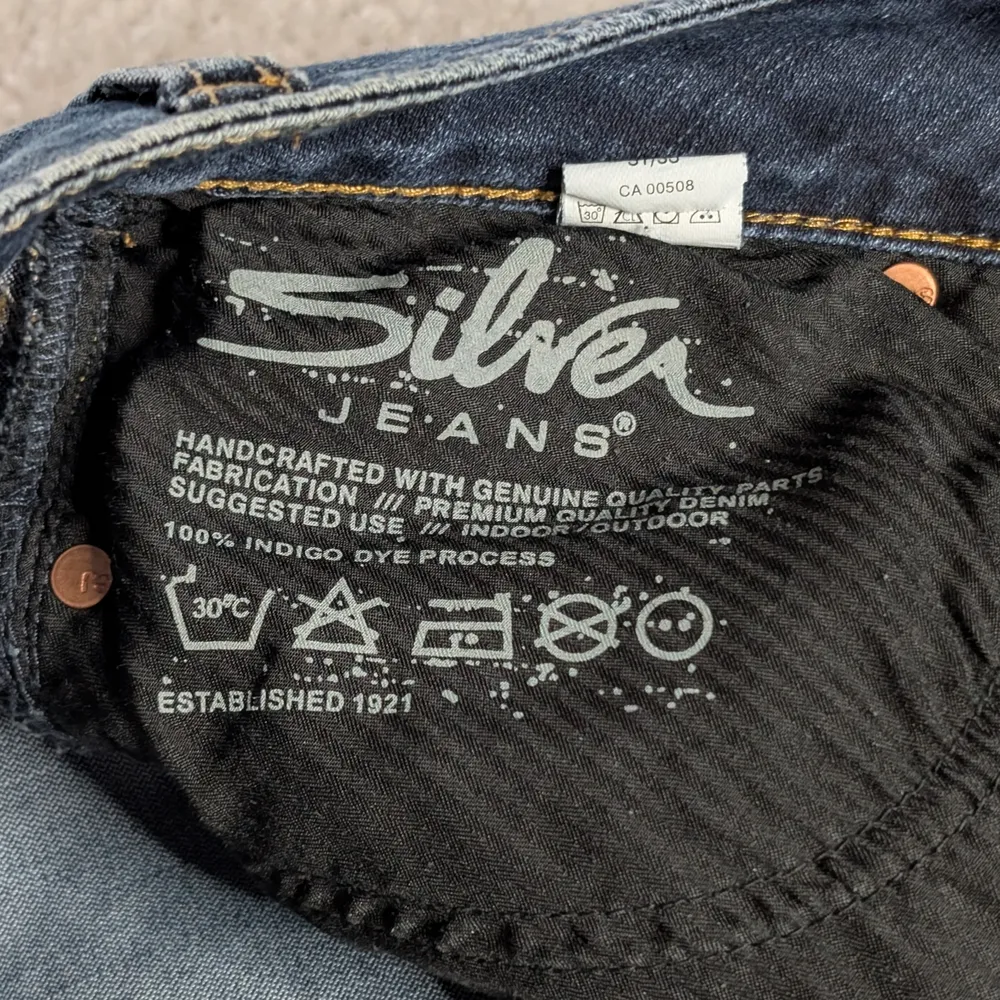 CA 00508
30°
Silver
JEANS®
HANDCRAFTED WITH GENUINE QUALITY PARTS
FABRICATION /// PREMIUM QUALITY DENIM
SUGGESTED USE /// INDOOR/OUTDOOR
100% INDIGO DYE PROCESS
30°C
ESTABLISHED 1921